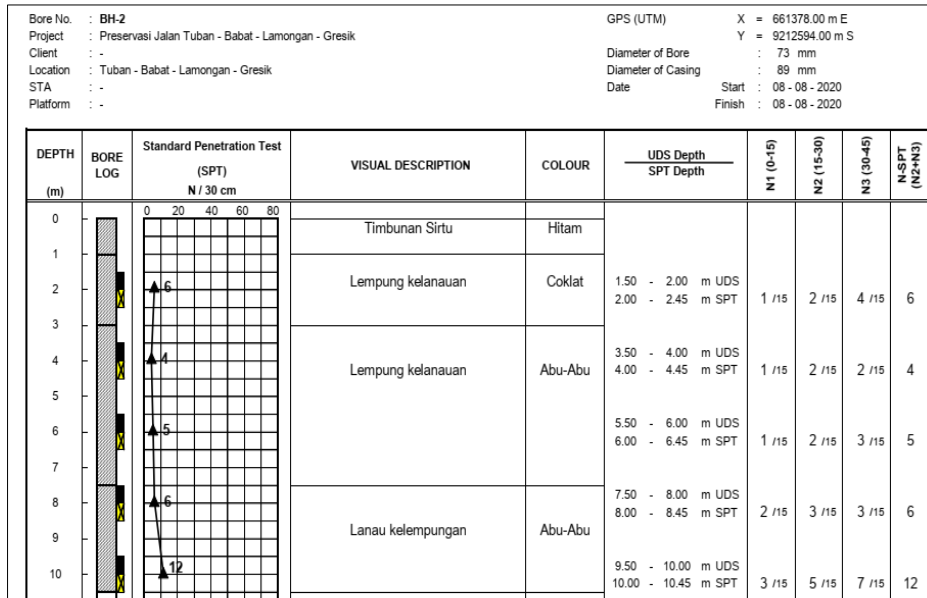 Bore No. : BH-2 GPS (UTM) X = 661378.00 m E
Project : Preservasi Jalan Tuban - Babat - Lamongan - Gresik Y = 9212594.00 m S
Client : - Diameter of Bore : 73 mm
Location : Tuban - Babat - Lamongan - Gresik Diameter of Casing : 89 mm
STA : - Date Start : 08 - 08 - 2020
Platform : - Finish : 08 - 08 - 2020
DEPTH (m) BORE LOG Standard Penetration Test (SPT) N / 30 cm VISUAL DESCRIPTION COLOUR UDS Depth SPT Depth N1 (0-15) N2 (15-30) N3 (30-45) N-SPT (N2+N3)
0 20 40 60 80
0 Timbunan Sirtu Hitam
1
Lempung kelanauan Coklat 1.50 - 2.00 m UDS
2 6 2.00 - 2.45 m SPT 1 /15 2 /15 4 /15 6
3
3.50 - 4.00 m UDS
4 4 Lempung kelanauan Abu-Abu 4.00 - 4.45 m SPT 1 /15 2 /15 2 /15 4
5
5.50 - 6.00 m UDS
6 5 6.00 - 6.45 m SPT 1 /15 2 /15 3 /15 5
7
7.50 - 8.00 m UDS
8 6 8.00 - 8.45 m SPT 2 /15 3 /15 3 /15 6
Lanau kelempungan Abu-Abu
9
9.50 - 10.00 m UDS
10 12 10.00 - 10.45 m SPT 3 /15 5 /15 7 /15 12